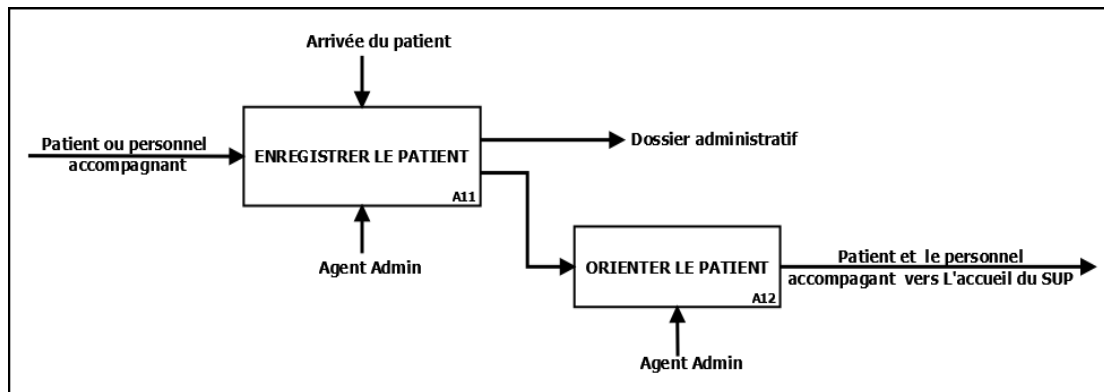 Arrivée du patient
Patient ou personnel
accompagnant
ENREGISTRER LE PATIENT
A11
Dossier administratif
Agent Admin
ORIENTER LE PATIENT
A12
Patient et le personnel
accompagant vers L'accueil du SUP
Agent Admin